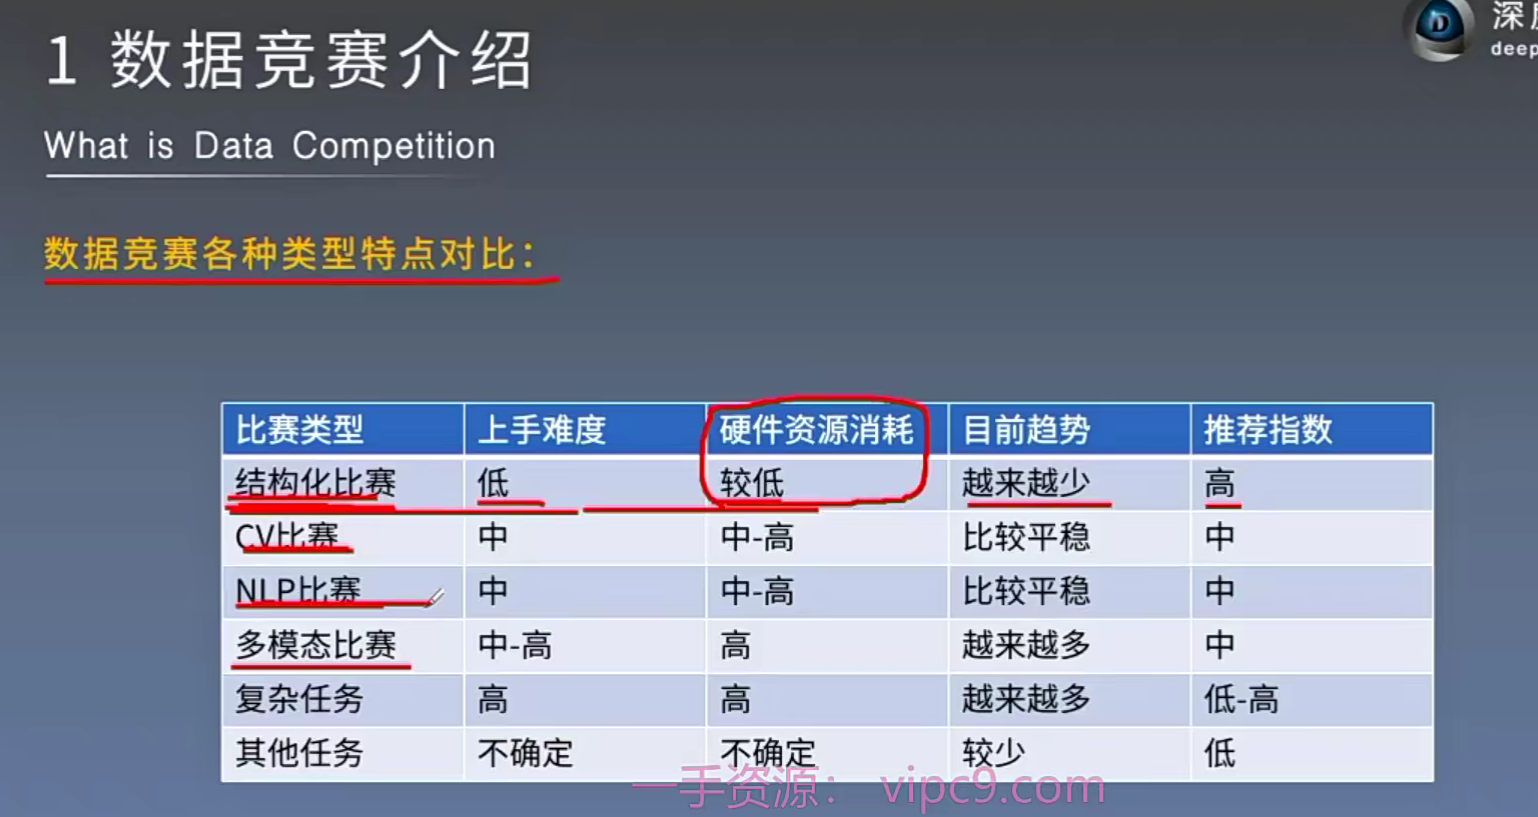 1 数据竞赛介绍
What is Data Competition
深
deep
数据竞赛各种类型特点对比：
比赛类型 上手难度 硬件资源消耗 目前趋势 推荐指数
结构化比赛 低 较低 越来越少 高
CV比赛 中 中-高 比较平稳 中
NLP比赛 中 中-高 比较平稳 中
多模态比赛 中-高 高 越来越多 中
复杂任务 高 高 越来越多 低-高
其他任务 不确定 不确定 较少 低
一手资源： vipc9.com